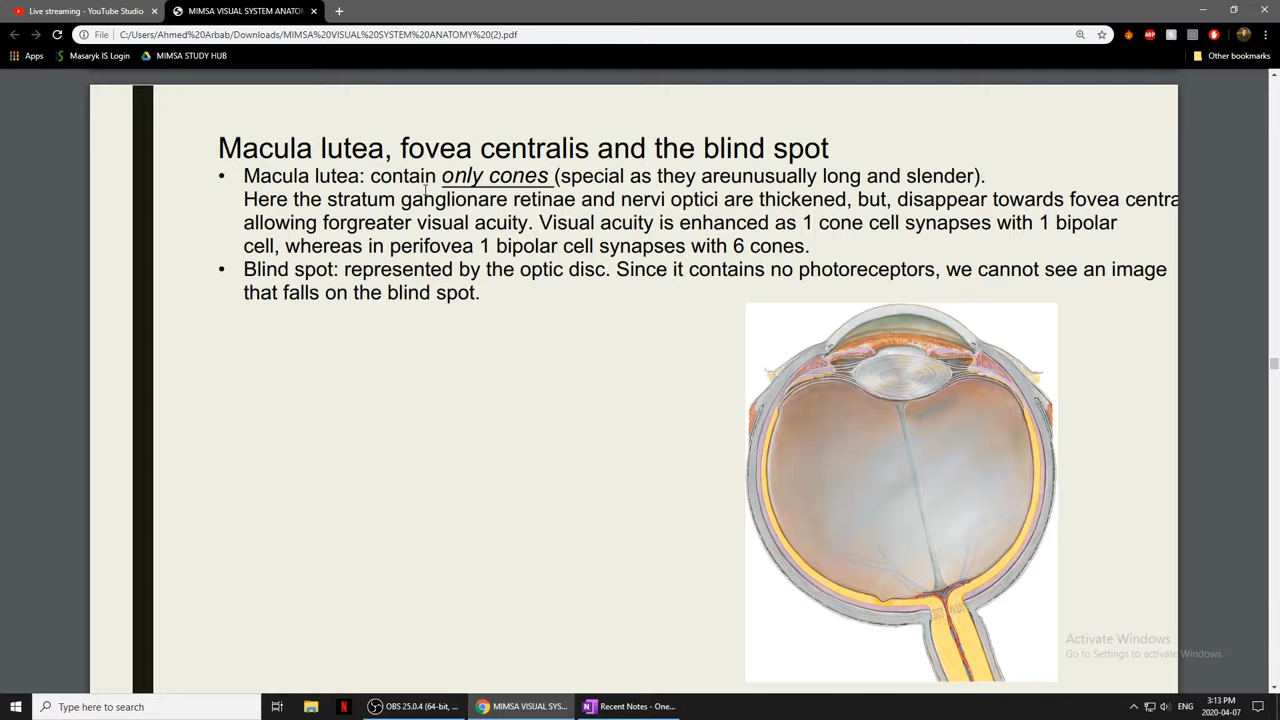 Live streaming - YouTube Studio
MIMSA VISUAL SYSTEM ANATOM
File
C:/Users/Ahmed%20Arbab/Downloads/MIMSA%20VISUAL%20SYSTEM%20ANATOMY%20(2).pdf
ABP
Apps
Masaryk IS Login
MIMSA STUDY HUB
Other bookmarks
Macula lutea, fovea centralis and the blind spot
• Macula lutea: contain only cones (special as they areunusually long and slender).
Here the stratum ganglionare retinae and nervi optici are thickened, but, disappear towards fovea centra
allowing forgreater visual acuity. Visual acuity is enhanced as 1 cone cell synapses with 1 bipolar
cell, whereas in perifovea 1 bipolar cell synapses with 6 cones.
• Blind spot: represented by the optic disc. Since it contains no photoreceptors, we cannot see an image
that falls on the blind spot.
Activate Windows
Go to Settings to activate Windows.
Type here to search
N
OBS 25.0.4 (64-bit, ...
MIMSA VISUAL SYS...
Recent Notes - One...
ENG
3:13 PM
2020-04-07